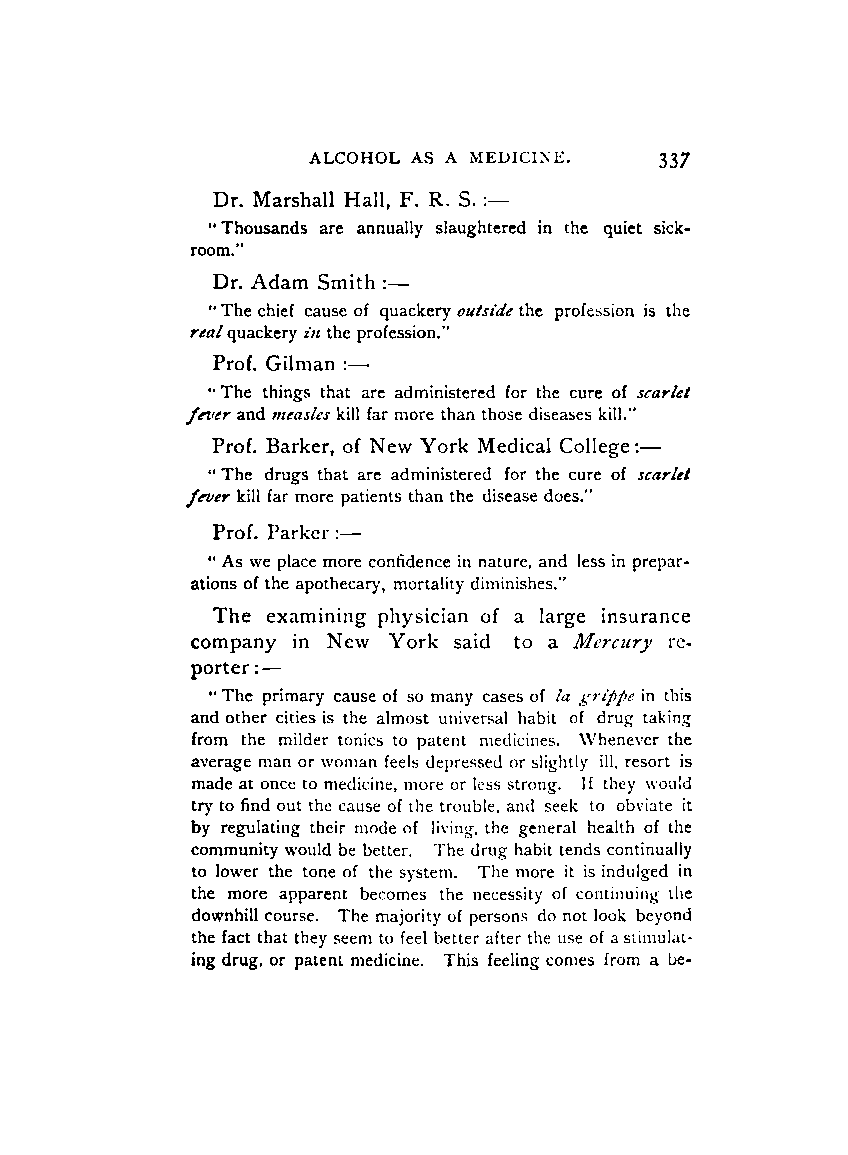 ALCOHOL AS A MEDICINE. 337
Dr. Marshall Hall, F. R. S. :—
"Thousands are annually slaughtered in the quiet sick-
room."
Dr. Adam Smith :—
"The chief cause of quackery outside the profession is the
real quackery in the profession."
Prof. Gilman :—
"The things that are administered for the cure of scarlet
fever and measles kill far more than those diseases kill."
Prof. Barker, of New York Medical College :—
"The drugs that are administered for the cure of scarlet
fever kill far more patients than the disease does."
Prof. Parker :—
"As we place more confidence in nature, and less in prepar-
ations of the apothecary, mortality diminishes."
The examining physician of a large insurance
company in New York said to a Mercury re-
porter :—
"The primary cause of so many cases of la grippe in this
and other cities is the almost universal habit of drug taking
from the milder tonics to patent medicines. Whenever the
average man or woman feels depressed or slightly ill, resort is
made at once to medicine, more or less strong. If they would
try to find out the cause of the trouble, and seek to obviate it
by regulating their mode of living, the general health of the
community would be better. The drug habit tends continually
to lower the tone of the system. The more it is indulged in
the more apparent becomes the necessity of continuing the
downhill course. The majority of persons do not look beyond
the fact that they seem to feel better after the use of a stimulat-
ing drug, or patent medicine. This feeling comes from a be-